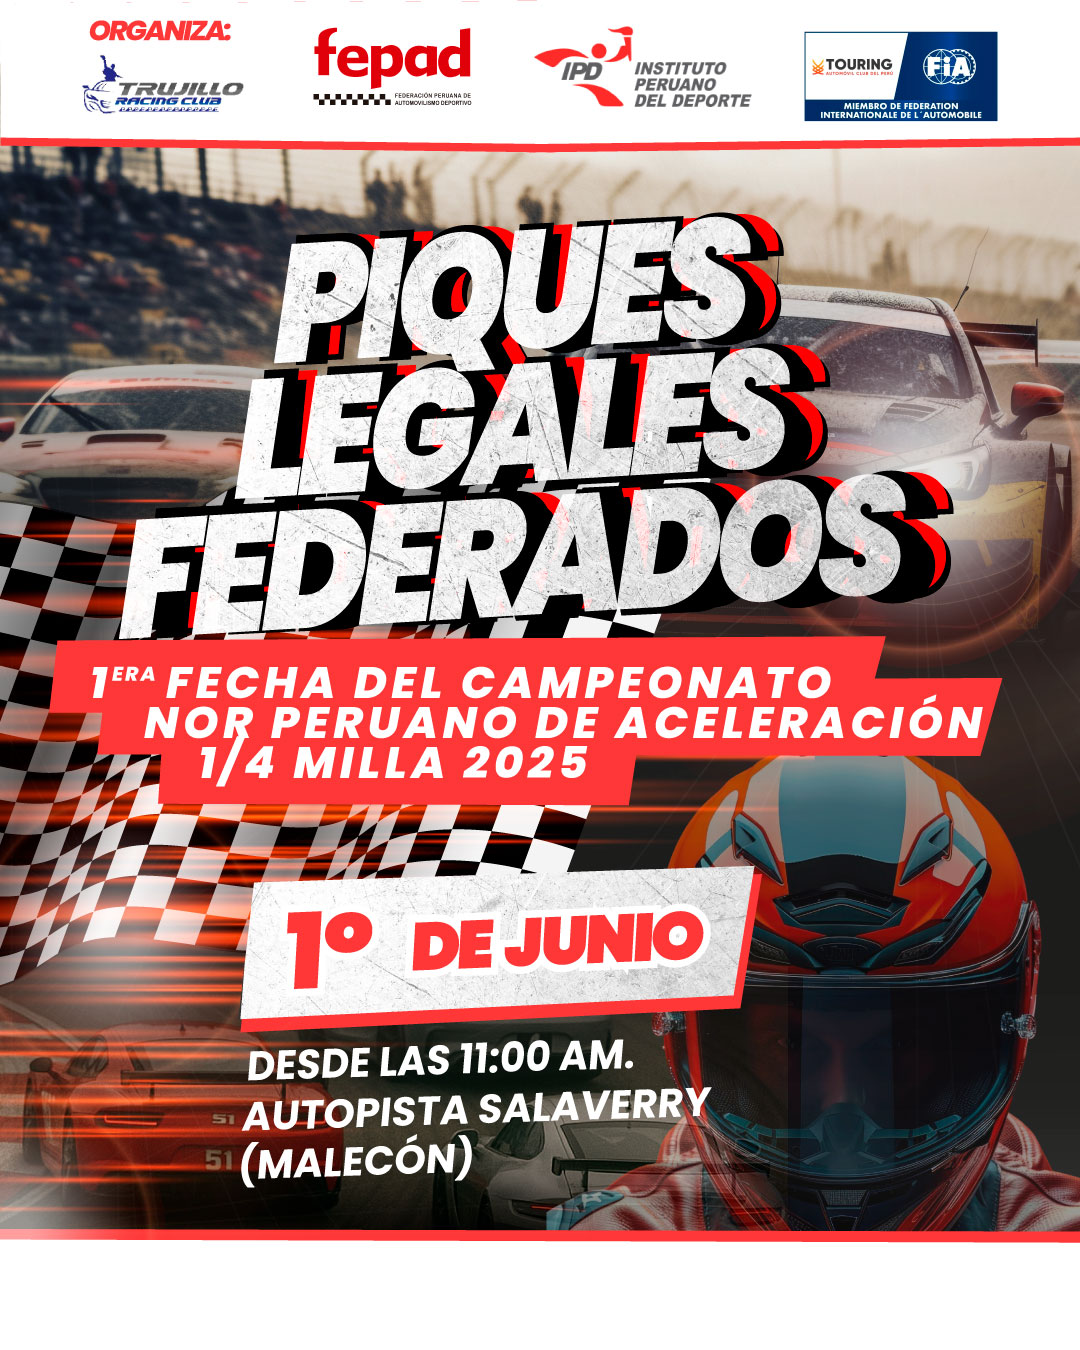 ORGANIZA:
TRUJILLO
RACING CLUB
fepad
FEDERACIÓN PERUANA DE
AUTOMOVILISMO DEPORTIVO
IPD
INSTITUTO
PERUANO
DEL DEPORTE
TOURING
AUTOMÓVIL CLUB DEL PERÚ
FiA
MIEMBRO DE FEDERATION
INTERNATIONALE DE L´AUTOMOBILE
PIQUES
LEGALES
FEDERADOS
1ERA FECHA DEL CAMPEONATO
NOR PERUANO DE ACELERACIÓN
1/4 MILLA 2025
1º DE JUNIO
DESDE LAS 11:00 AM.
AUTOPISTA SALAVERRY
(MALECÓN)
51
51